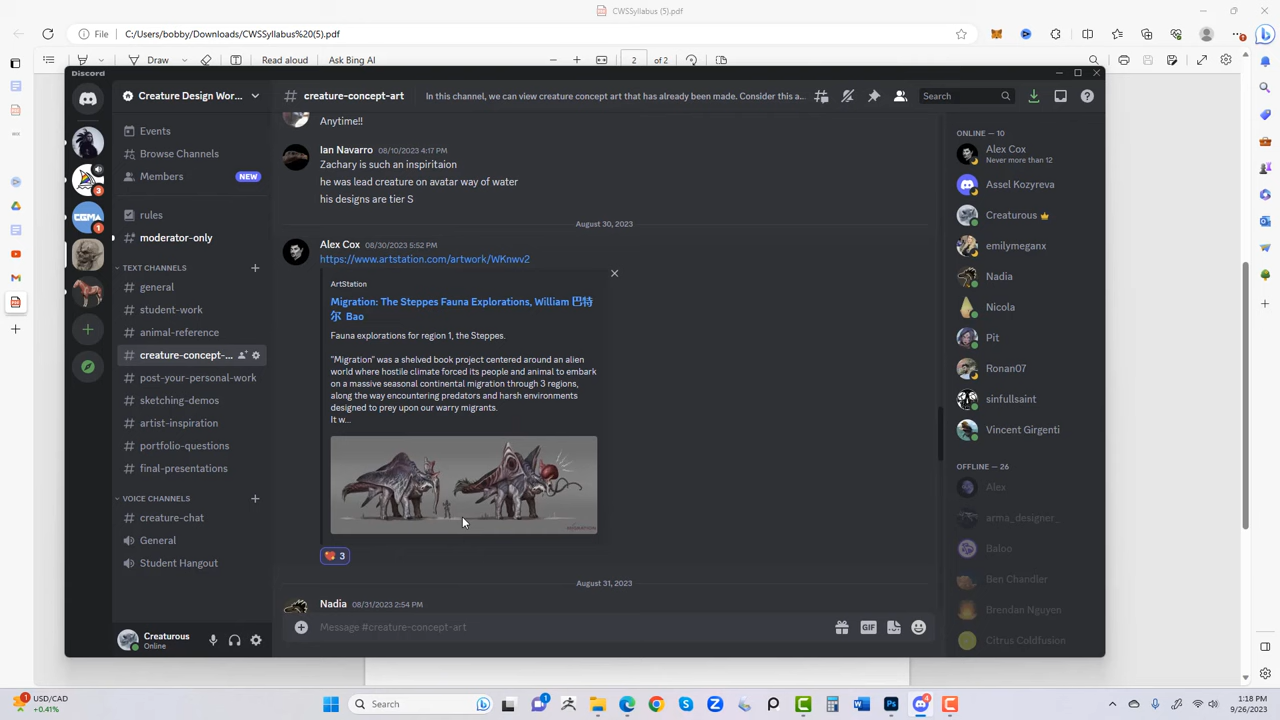 CWSSyllabus (5).pdf
File
C:/Users/bobby/Downloads/CWSSyllabus%20(5).pdf
Draw
Read aloud
Ask Bing AI
2
of 2
Discord
Creature Design Wor...
Events
Browse Channels
Members
NEW
rules
moderator-only
TEXT CHANNELS
general
student-work
animal-reference
creature-concept-...
post-your-personal-work
sketching-demos
artist-inspiration
portfolio-questions
final-presentations
VOICE CHANNELS
creature-chat
General
Student Hangout
Creaturous
Online
3
CGMA
1
creature-concept-art
In this channel, we can view creature concept art that has already been made. Consider this a...
Search
Anytime!!
Ian Navarro 08/10/2023 4:17 PM
Zachary is such an inspiritaion
he was lead creature on avatar way of water
his designs are tier S
August 30, 2023
Alex Cox 08/30/2023 5:52 PM
https://www.artstation.com/artwork/WKnwv2
ArtStation
Migration: The Steppes Fauna Explorations, William 巴特
尔 Bao
Fauna explorations for region 1, the Steppes.
"Migration" was a shelved book project centered around an alien
world where hostile climate forced its people and animal to embark
on a massive seasonal continental migration through 3 regions,
along the way encountering predators and harsh environments
designed to prey upon our warry migrants.
It w...
MIGRATION
3
August 31, 2023
Nadia 08/31/2023 2:54 PM
Message #creature-concept-art
GIF
ONLINE — 10
Alex Cox
Never more than 12
Assel Kozyreva
Creaturous
emilymeganx
Nadia
Nicola
Pit
Ronan07
sinfullsaint
Vincent Girgenti
OFFLINE — 26
Alex
arma_designer_
Baloo
Ben Chandler
Brendan Nguyen
Citrus Coldfusion
1
USD/CAD
+0.41%
Search
1
4
1:18 PM
9/26/2023